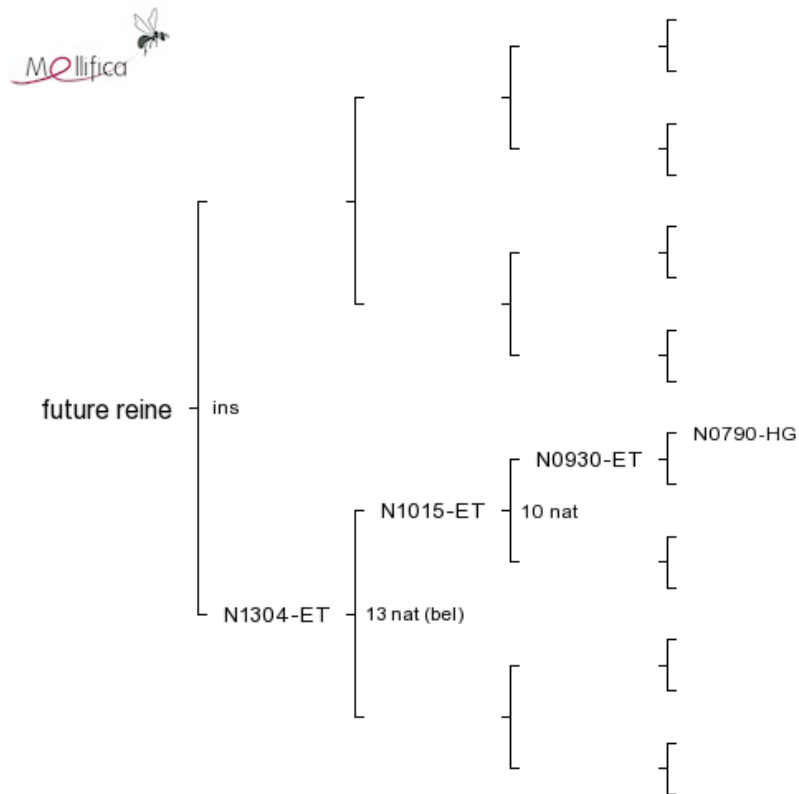 Mellifica
N0790-HG
future reine
ins
N0930-ET
N1015-ET
10 nat
N1304-ET
13 nat (bel)